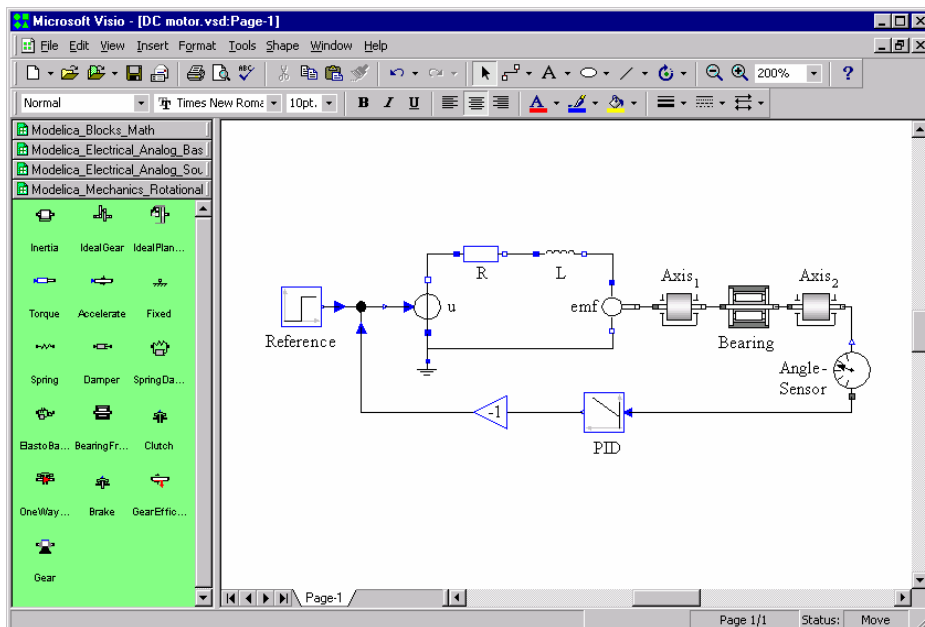 Microsoft Visio - [DC motor.vsd:Page-1]
File Edit View Insert Format Tools Shape Window Help
ABC 200% ?
Normal Times New Roma 10pt. B I U A
Modelica_Blocks_Math
Modelica_Electrical_Analog_Bas
Modelica_Electrical_Analog_Sou
Modelica_Mechanics_Rotational
Inertia IdealGear IdealPlan...
Torque Accelerate Fixed
Spring Damper SpringDa...
ElastoBa... BearingFr... Clutch
OneWay... Brake GearEffic...
Gear
R L
Axis1 Axis2
u emf
Reference Bearing
Angle-
Sensor
-1
PID
Page-1
Page 1/1 Status: Move